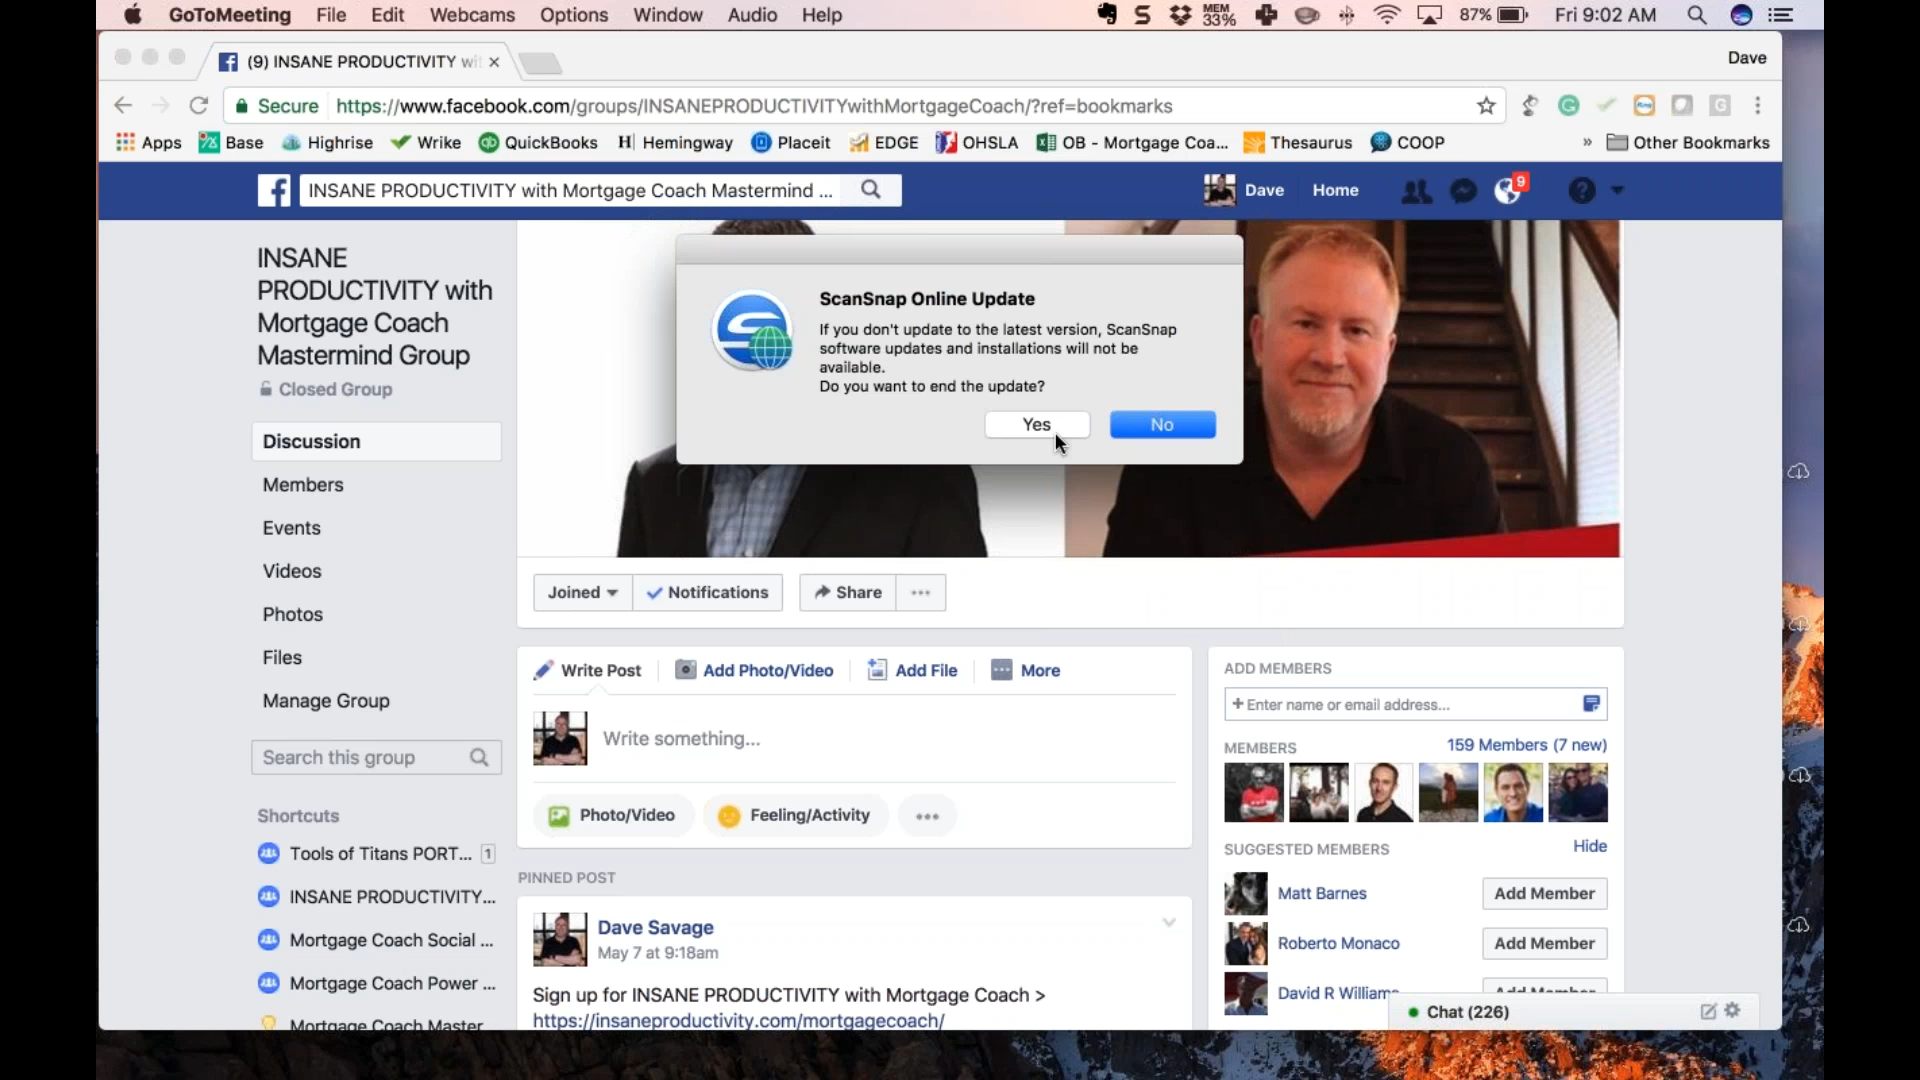 GoToMeeting File Edit Webcams Options Window Audio Help MEM 33% 87% Fri 9:02 AM
(9) INSANE PRODUCTIVITY wi Dave
Secure https://www.facebook.com/groups/INSANEPRODUCTIVITYwithMortgageCoach/?ref=bookmarks
Apps Base Highrise Wrike QuickBooks Hemingway Placeit EDGE OHSLA OB - Mortgage Coa... Thesaurus COOP » Other Bookmarks
INSANE PRODUCTIVITY with Mortgage Coach Mastermind ... Dave Home 9
INSANE
PRODUCTIVITY with
Mortgage Coach
Mastermind Group
Closed Group
Discussion
Members
Events
Videos
Photos
Files
Manage Group
Search this group
Shortcuts
Tools of Titans PORT... 1
INSANE PRODUCTIVITY...
Mortgage Coach Social ...
Mortgage Coach Power ...
Mortgage Coach Master
ScanSnap Online Update
If you don't update to the latest version, ScanSnap
software updates and installations will not be
available.
Do you want to end the update?
Yes No
Joined Notifications Share
Write Post Add Photo/Video Add File More
Write something...
Photo/Video Feeling/Activity
PINNED POST
Dave Savage
May 7 at 9:18am
Sign up for INSANE PRODUCTIVITY with Mortgage Coach >
https://insaneproductivity.com/mortgagecoach/
ADD MEMBERS
+ Enter name or email address...
MEMBERS 159 Members (7 new)
SUGGESTED MEMBERS Hide
Matt Barnes Add Member
Roberto Monaco Add Member
David R Williams Add Member
Chat (226)